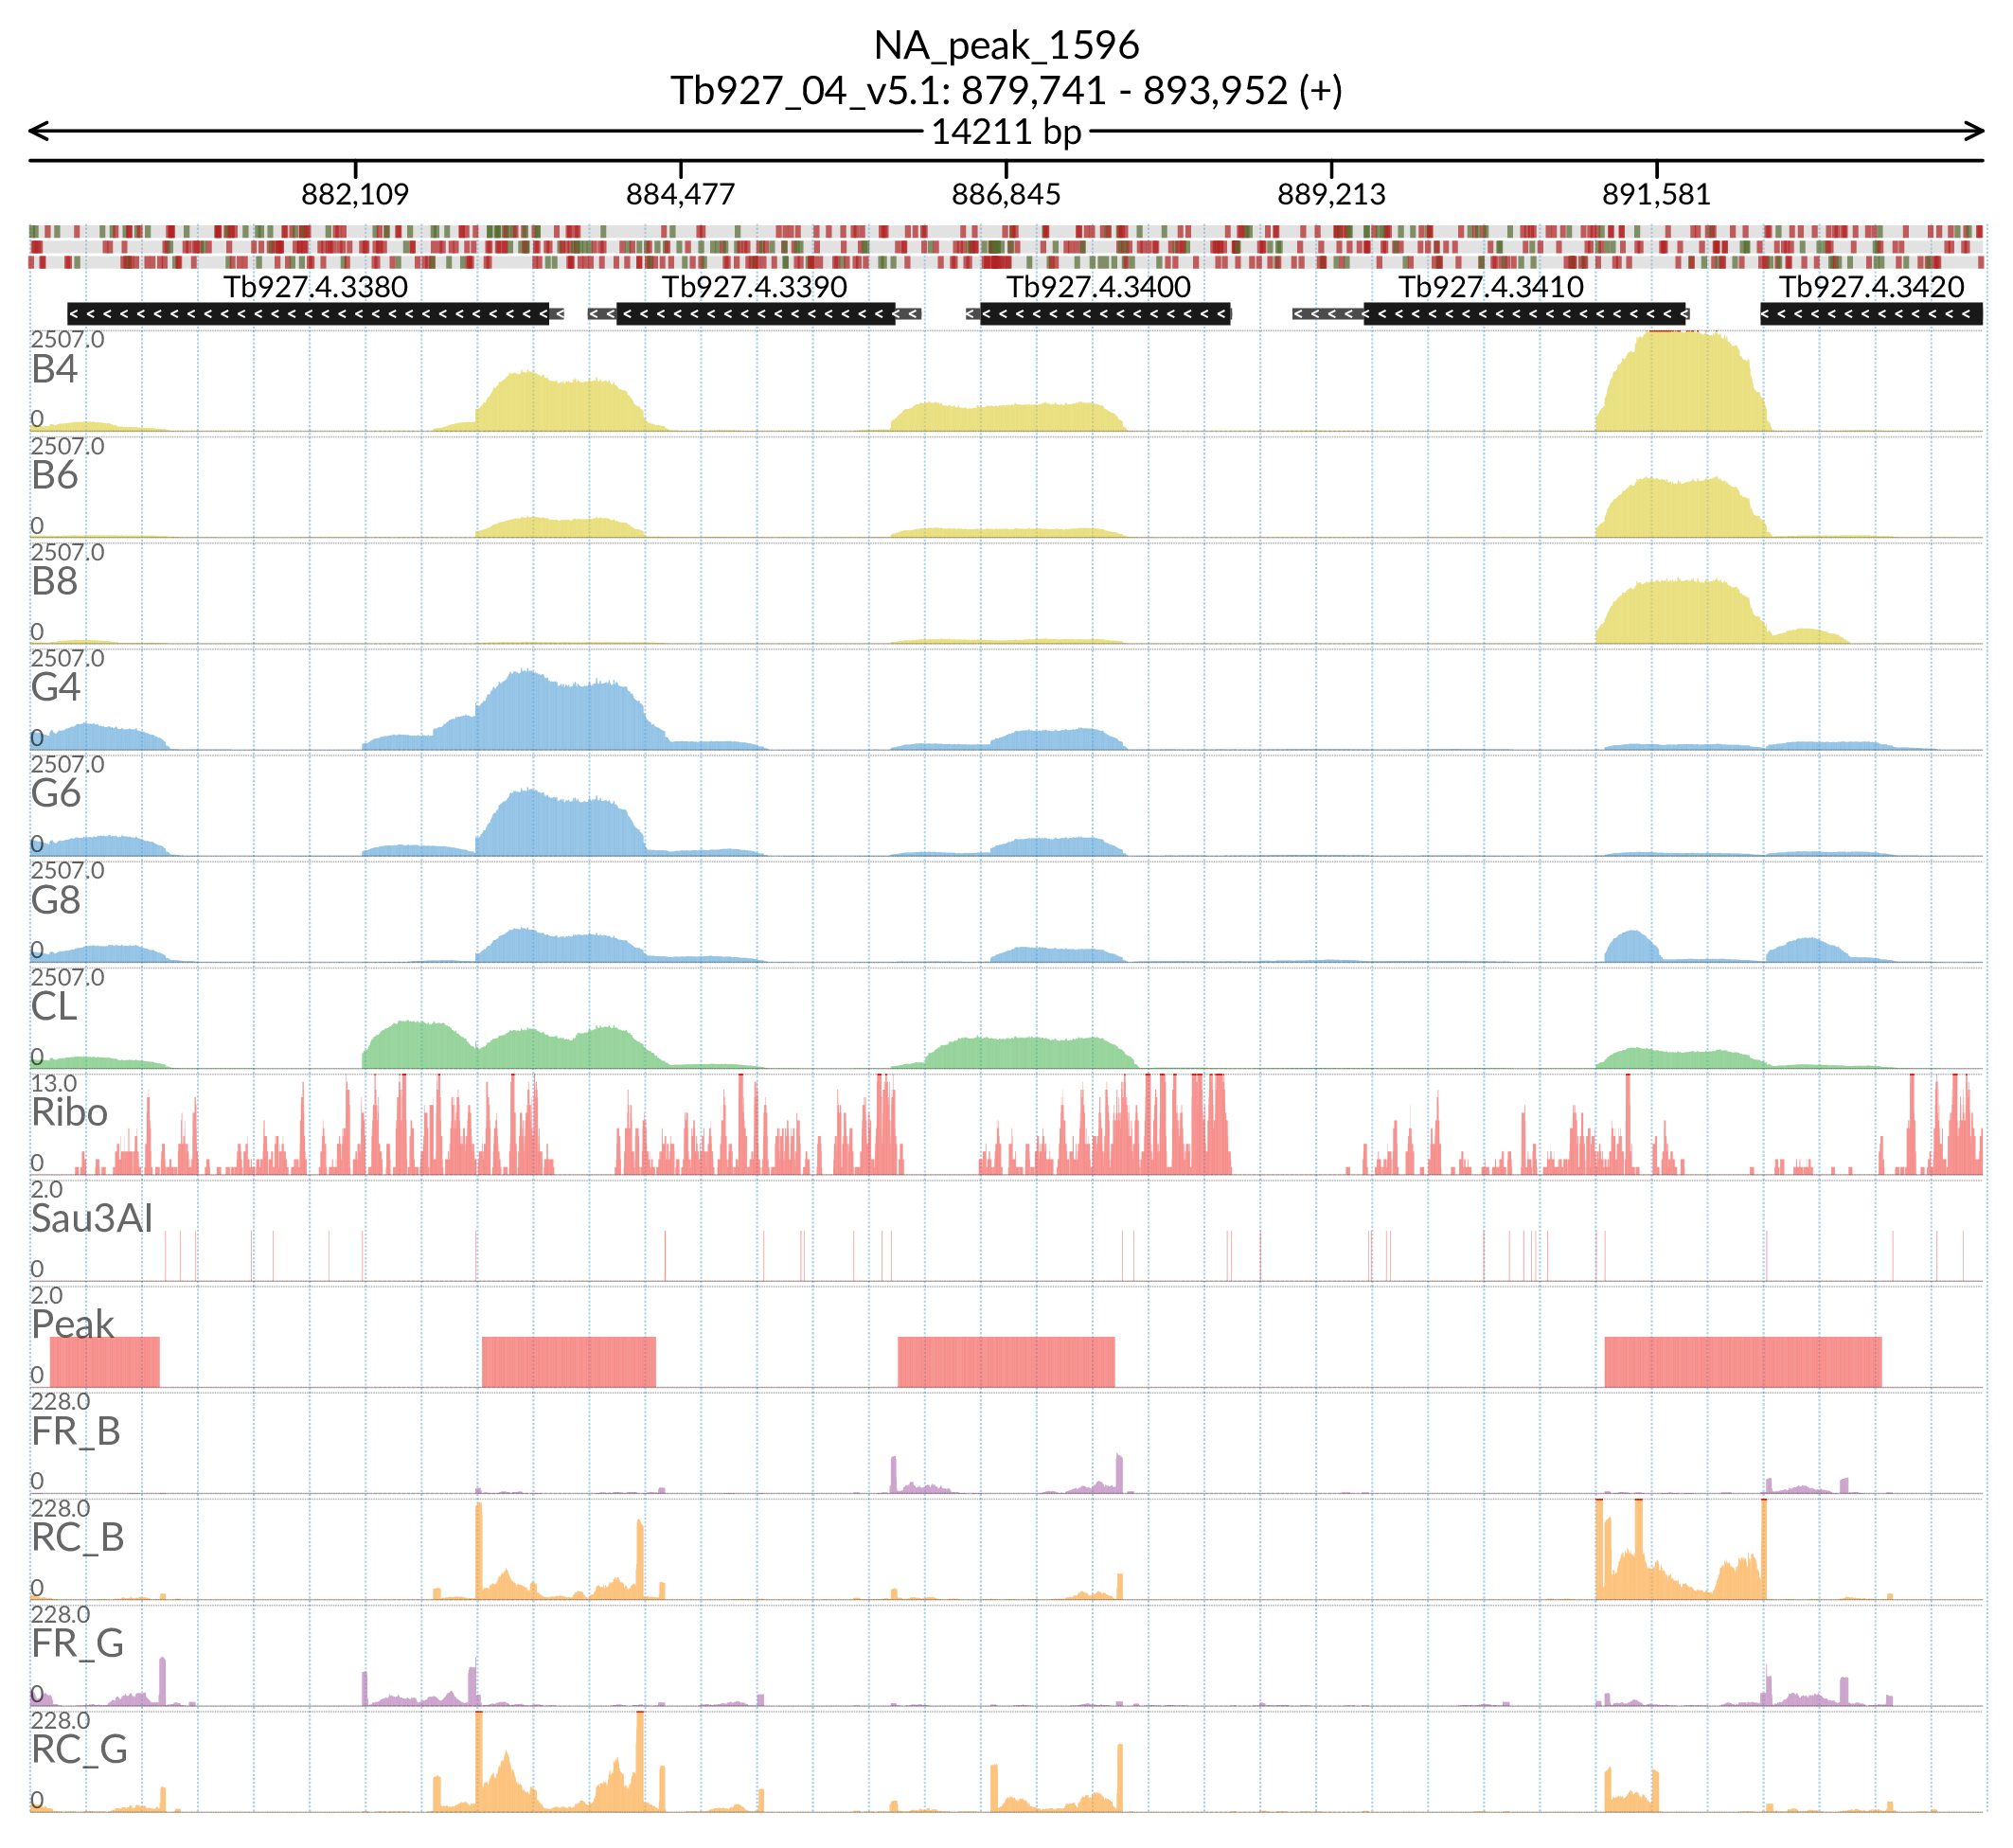 NA_peak_1596
Tb927_04_v5.1: 879,741 - 893,952 (+)
14211 bp
882,109 884,477 886,845 889,213 891,581
Tb927.4.3380 Tb927.4.3390 Tb927.4.3400 Tb927.4.3410 Tb927.4.3420
2507.0
B4
0
2507.0
B6
0
2507.0
B8
0
2507.0
G4
0
2507.0
G6
0
2507.0
G8
0
2507.0
CL
0
13.0
Ribo
0
2.0
Sau3AI
0
2.0
Peak
0
228.0
FR_B
0
228.0
RC_B
0
228.0
FR_G
0
228.0
RC_G
0